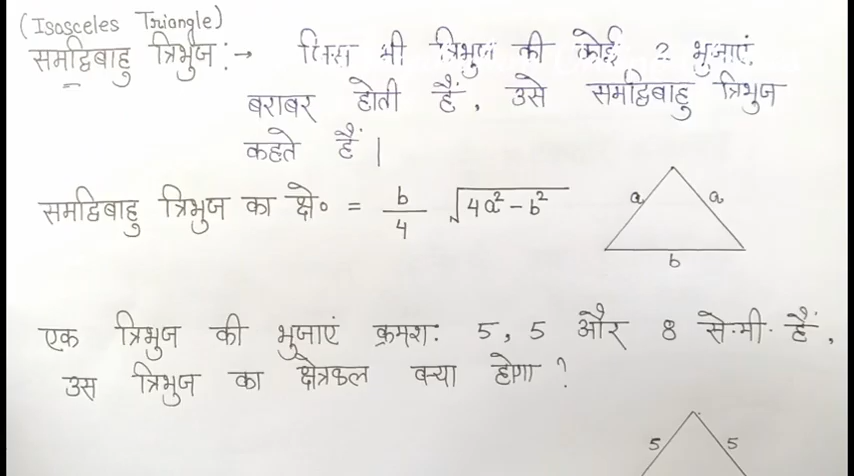 (Isosceles Triangle)
समद्विबाहु त्रिभुज :→ जिस भी त्रिभुज की कोई 2 भुजाएं
बराबर होती हैं, उसे समद्विबाहु त्रिभुज
कहते हैं |
समद्विबाहु त्रिभुज का क्षे० = b/4 √4a²-b²
a a
b
एक त्रिभुज की भुजाएं क्रमश: 5, 5 और 8 से.मी. हैं,
उस त्रिभुज का क्षेत्रफल क्या होगा ?
5 5